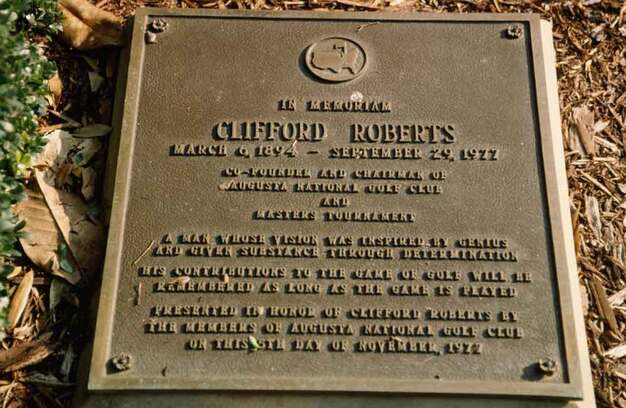 IN MEMORIAM
CLIFFORD ROBERTS
MARCH 6, 1894 – SEPTEMBER 29, 1977
CO-FOUNDER AND CHAIRMAN OF
AUGUSTA NATIONAL GOLF CLUB
AND
MASTERS TOURNAMENT
A MAN WHOSE VISION WAS INSPIRED BY GENIUS
AND GIVEN SUBSTANCE THROUGH DETERMINATION
HIS CONTRIBUTIONS TO THE GAME OF GOLF WILL BE
REMEMBERED AS LONG AS THE GAME IS PLAYED
PRESENTED IN HONOR OF CLIFFORD ROBERTS BY
THE MEMBERS OF AUGUSTA NATIONAL GOLF CLUB
ON THIS 5TH DAY OF NOVEMBER, 1977